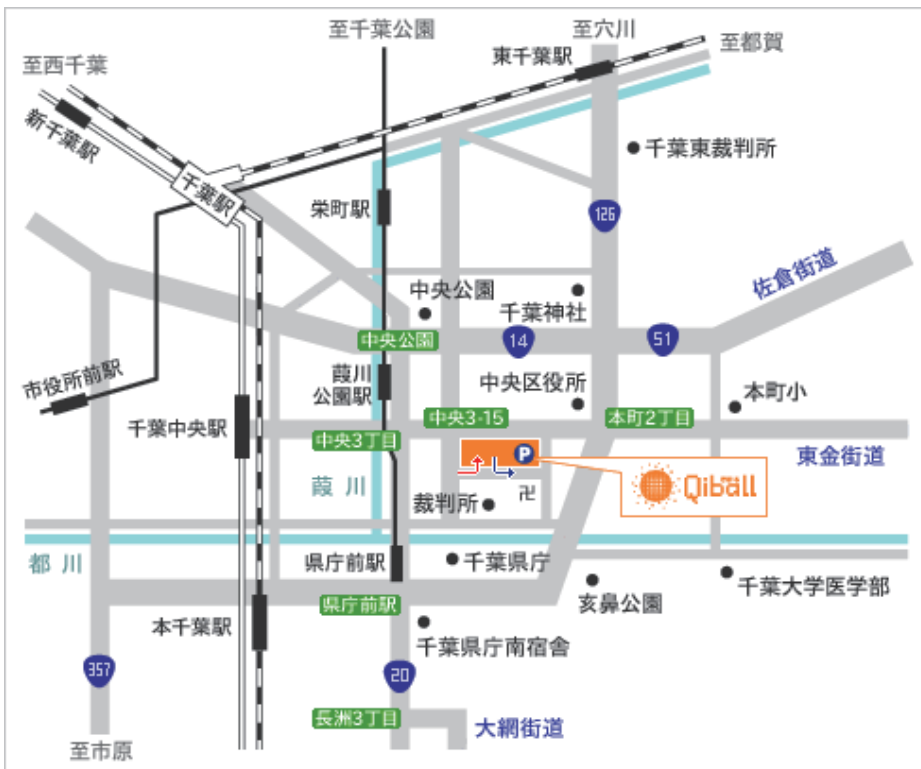 至千葉公園
至穴川
至都賀
東千葉駅
至西千葉
新千葉駅
千葉駅
千葉東裁判所
栄町駅
126
佐倉街道
中央公園
千葉神社
中央公園
14
51
市役所前駅
葭川
公園駅
中央区役所
本町小
千葉中央駅
中央3-15
本町2丁目
中央3丁目
東金街道
P
Qiball
葭川
裁判所
卍
都川
県庁前駅
千葉県庁
千葉大学医学部
県庁前駅
亥鼻公園
本千葉駅
千葉県庁南宿舎
357
20
長洲3丁目
大網街道
至市原